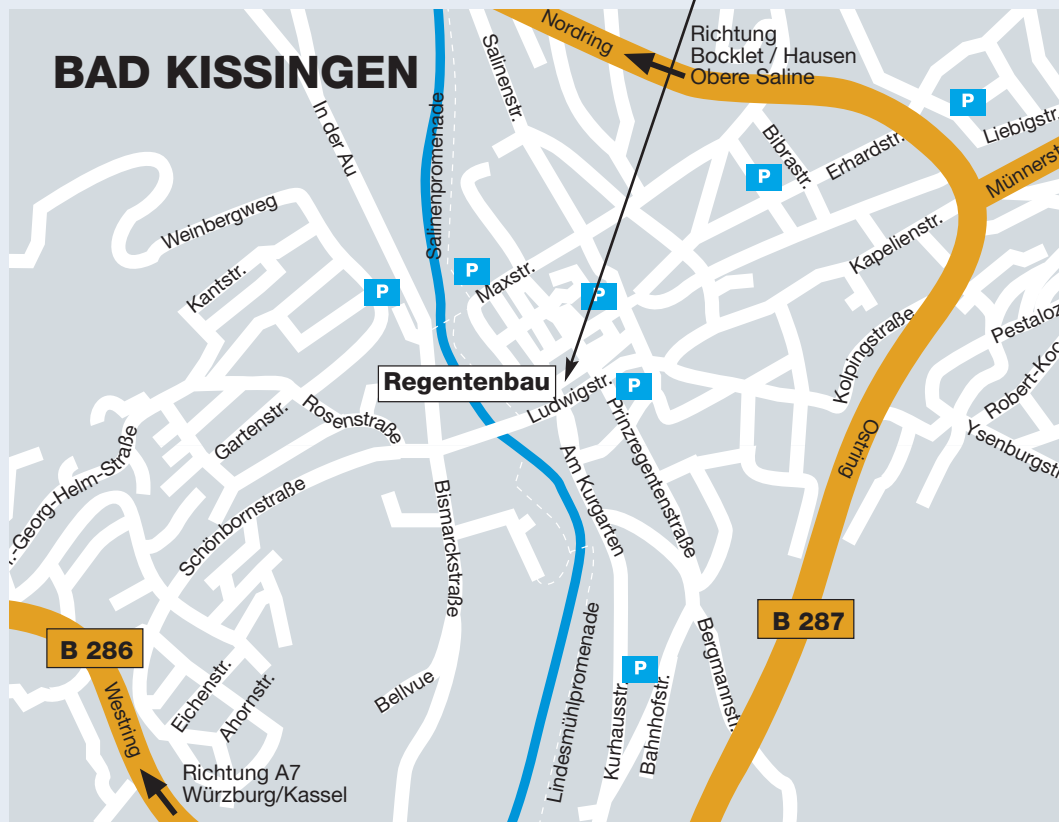 BAD KISSINGEN
Nordring
Richtung
Bocklet / Hausen
Obere Saline
P
Salinenstr.
In der Au
Salinenpromenade
Bibrastr.
Erhardstr.
Liebigstr.
Münnerst
P
Weinbergweg
Kapelienstr.
Kantstr.
P
P
Maxstr.
P
Pestaloz
Kolpingstraße
Robert-Koc
Regentenbau
P
Ludwigstr.
Prinzregentenstraße
Rosenstraße
Gartenstr.
Ostring
Ysenburgstr
r.-Georg-Helm-Straße
Am Kurgarten
Schönbornstraße
Bismarckstraße
B 287
B 286
Lindesmühlpromenade
Bergmannstr.
P
Eichenstr.
Ahornstr.
Bellvue
Kurhausstr.
Bahnhofstr.
Westring
Richtung A7
Würzburg/Kassel